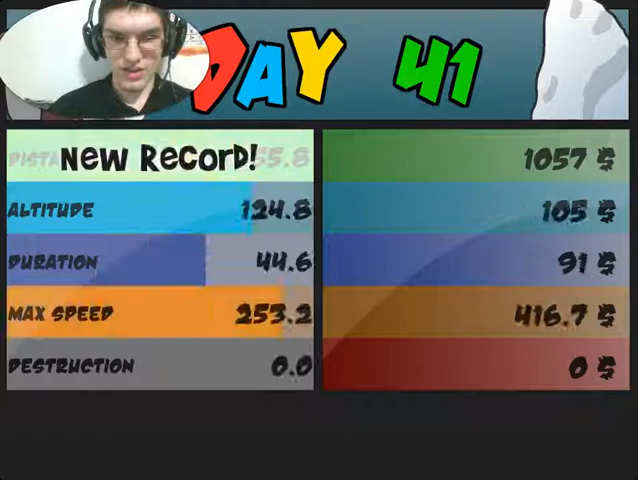 DAY 41
NEW RECORD! 1057 $
ALTITUDE 124.8 105 $
DURATION 44.6 91 $
MAX SPEED 253.2 416.7 $
DESTRUCTION 0.0 0 $